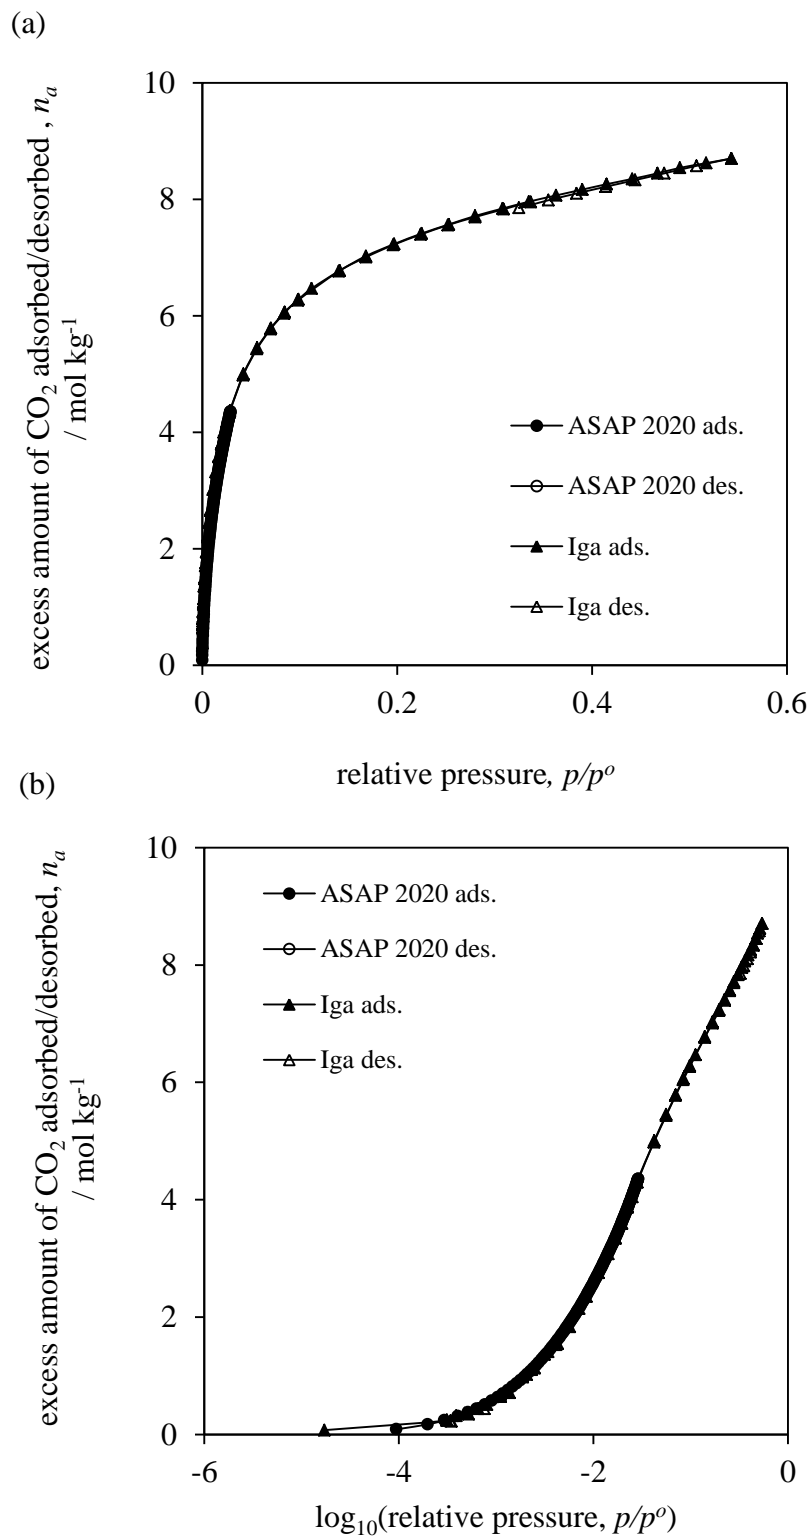 (a)
excess amount of CO₂ adsorbed/desorbed , nₐ
/ mol kg⁻¹
10
8
6
4
2
0
ASAP 2020 ads.
ASAP 2020 des.
Iga ads.
Iga des.
0 0.2 0.4 0.6
relative pressure, p/pᵒ
(b)
excess amount of CO₂ adsorbed/desorbed, nₐ
/ mol kg⁻¹
10
8
6
4
2
0
ASAP 2020 ads.
ASAP 2020 des.
Iga ads.
Iga des.
-6 -4 -2 0
log₁₀(relative pressure, p/pᵒ)